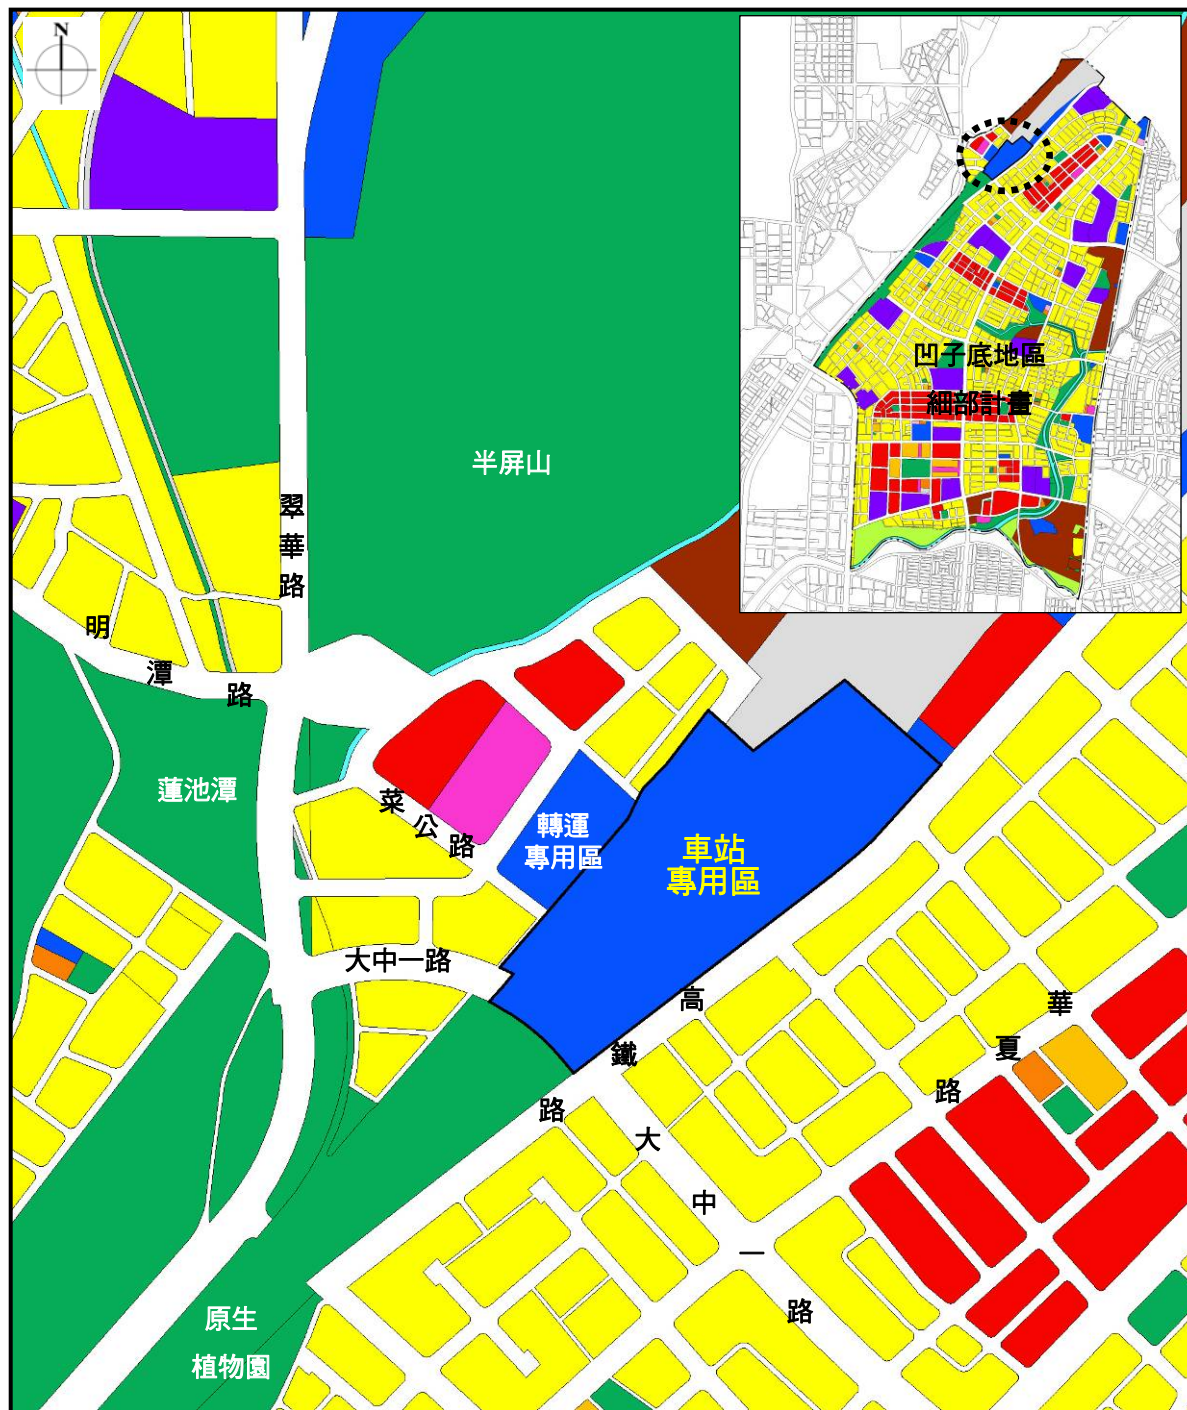 N
凹子底地區
細部計畫
半屏山
翠華路
明潭路
蓮池潭
菜公路
轉運
專用區
車站
專用區
大中一路
高鐵路
華夏路
大中一路
原生
植物園